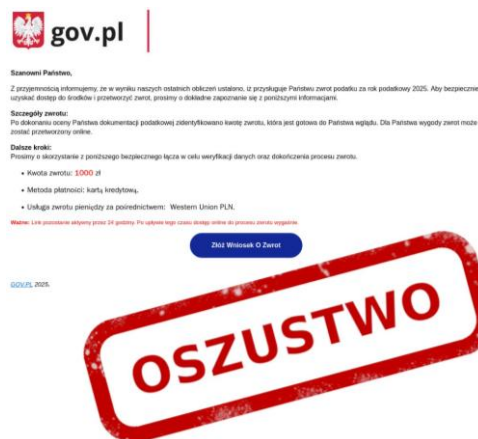 gov.pl
Szanowni Państwo,
Z przyjemnością informujemy, że w wyniku naszych ostatnich obliczeń ustalono, iż przysługuje Państwu zwrot podatku za rok podatkowy 2025. Aby bezpiecznie
uzyskać dostęp do środków i przetworzyć zwrot, prosimy o dokładne zapoznanie się z poniższymi informacjami.
Szczegóły zwrotu:
Po dokonaniu oceny Państwa dokumentacji podatkowej zidentyfikowano kwotę zwrotu, która jest gotowa do Państwa wglądu. Dla Państwa wygody zwrot może
zostać przetworzony online.
Dalsze kroki:
Prosimy o skorzystanie z poniższego bezpiecznego łącza w celu weryfikacji danych oraz dokończenia procesu zwrotu.
• Kwota zwrotu: 1000 zł
• Metoda płatności: kartą kredytową,
• Usługa zwrotu pieniędzy za pośrednictwem: Western Union PLN.
Ważne: Link pozostanie aktywny przez 24 godziny. Po upływie tego czasu dostęp online do procesu zwrotu wygaśnie.
Złóż Wniosek O Zwrot
GOV.PL 2025.
OSZUSTWO